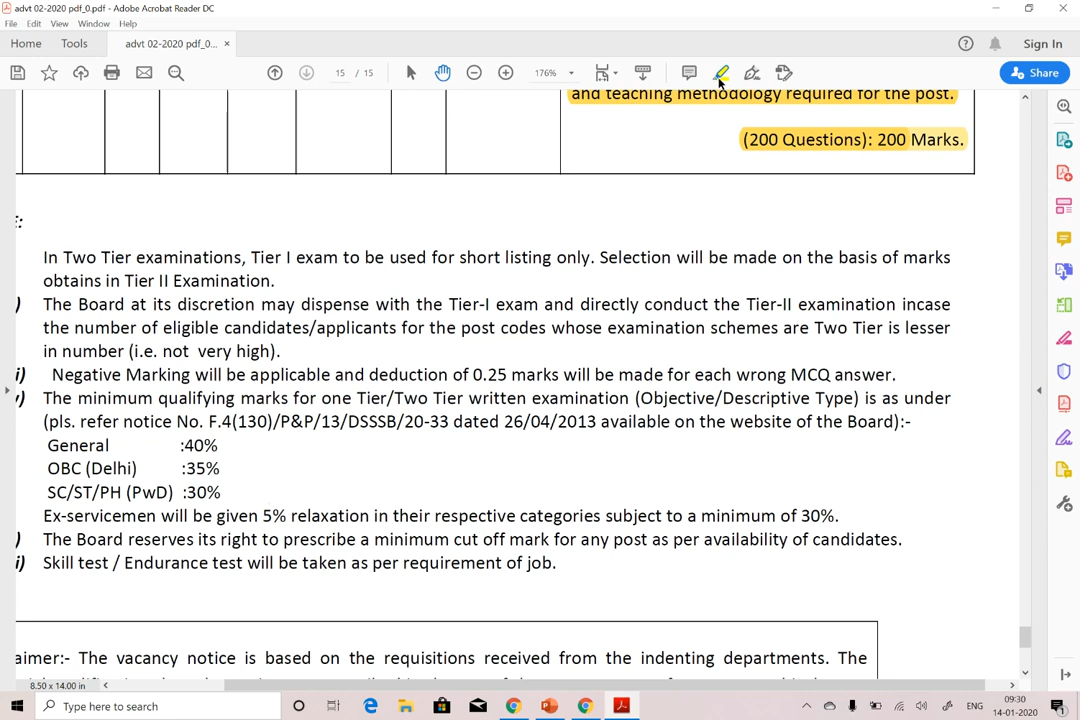 advt 02-2020 pdf_0.pdf - Adobe Acrobat Reader DC
File Edit View Window Help
Home Tools advt 02-2020 pdf_0... × Sign In
15 / 15 176% Share
and teaching methodology required for the post.
(200 Questions): 200 Marks.
E:
In Two Tier examinations, Tier I exam to be used for short listing only. Selection will be made on the basis of marks
obtains in Tier II Examination.
) The Board at its discretion may dispense with the Tier-I exam and directly conduct the Tier-II examination incase
the number of eligible candidates/applicants for the post codes whose examination schemes are Two Tier is lesser
in number (i.e. not very high).
i) Negative Marking will be applicable and deduction of 0.25 marks will be made for each wrong MCQ answer.
v) The minimum qualifying marks for one Tier/Two Tier written examination (Objective/Descriptive Type) is as under
(pls. refer notice No. F.4(130)/P&P/13/DSSSB/20-33 dated 26/04/2013 available on the website of the Board):-
General :40%
OBC (Delhi) :35%
SC/ST/PH (PwD) :30%
Ex-servicemen will be given 5% relaxation in their respective categories subject to a minimum of 30%.
) The Board reserves its right to prescribe a minimum cut off mark for any post as per availability of candidates.
i) Skill test / Endurance test will be taken as per requirement of job.
aimer:- The vacancy notice is based on the requisitions received from the indenting departments. The
8.50 x 14.00 in
Type here to search ENG 09:30
14-01-2020